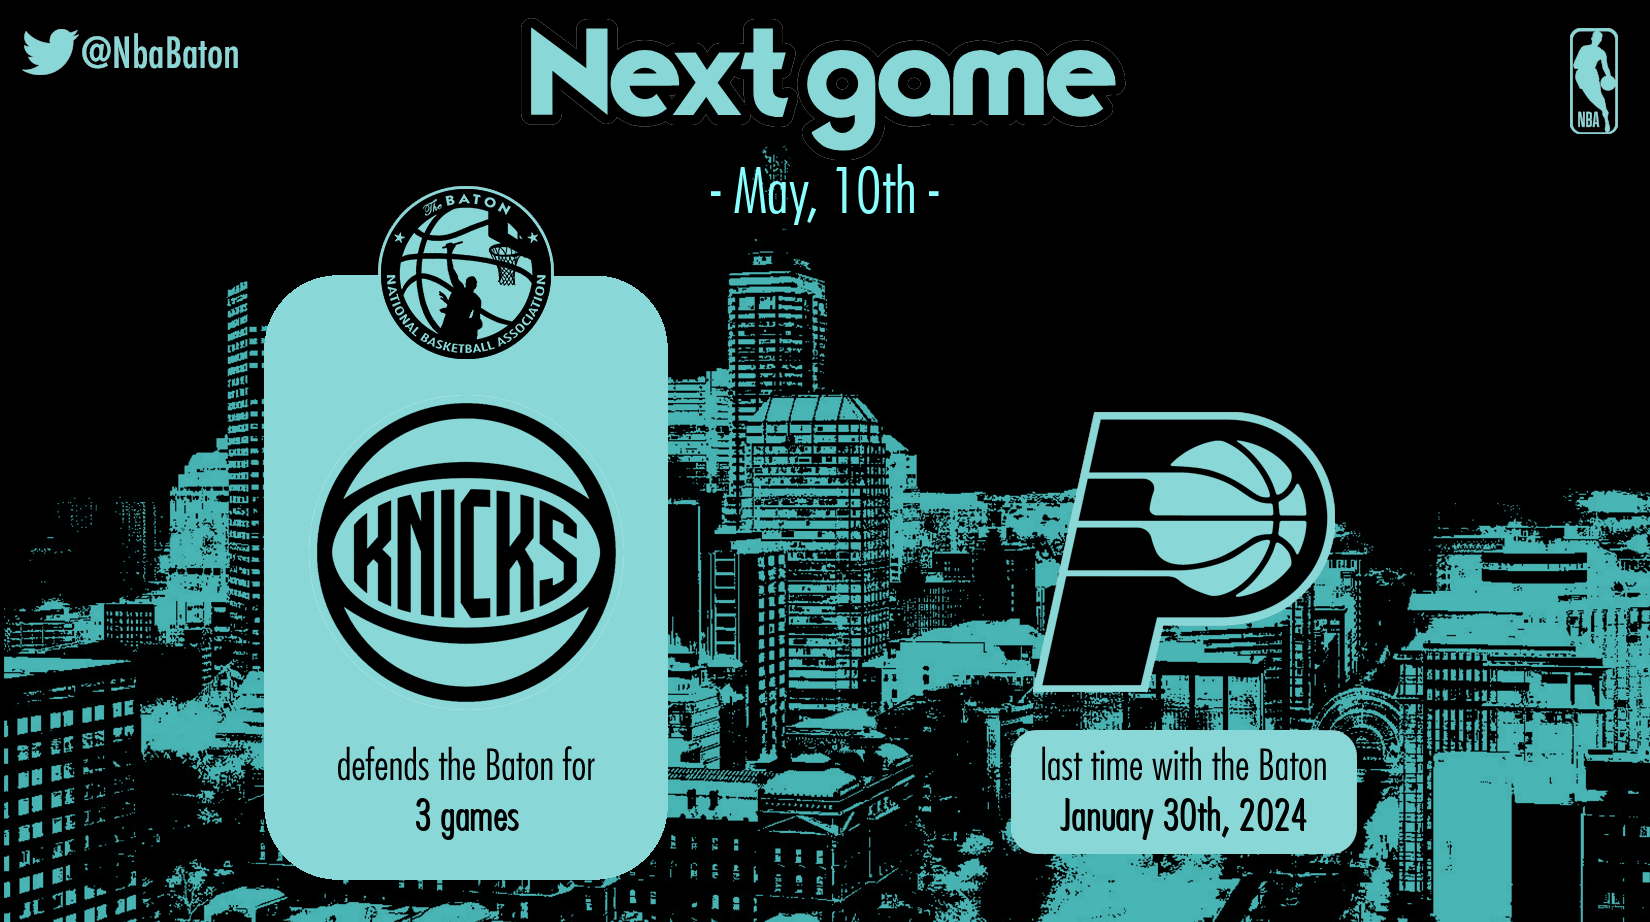 @NbaBaton
Next game
NBA
- May, 10th -
The BATON
NATIONAL BASKETBALL ASSOCIATION
KNICKS
defends the Baton for
3 games
last time with the Baton
January 30th, 2024